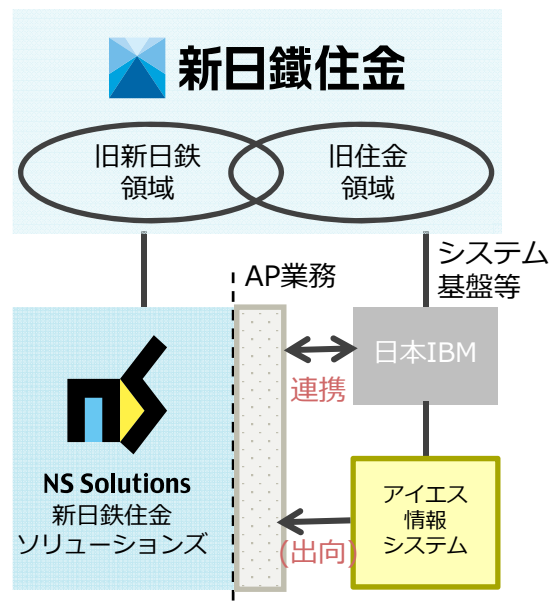 新日鐵住金
旧新日鉄
領域
旧住金
領域
システム
基盤等
AP業務
日本IBM
連携
NS Solutions
新日鉄住金
ソリューションズ
アイエス
情報
システム
(出向)